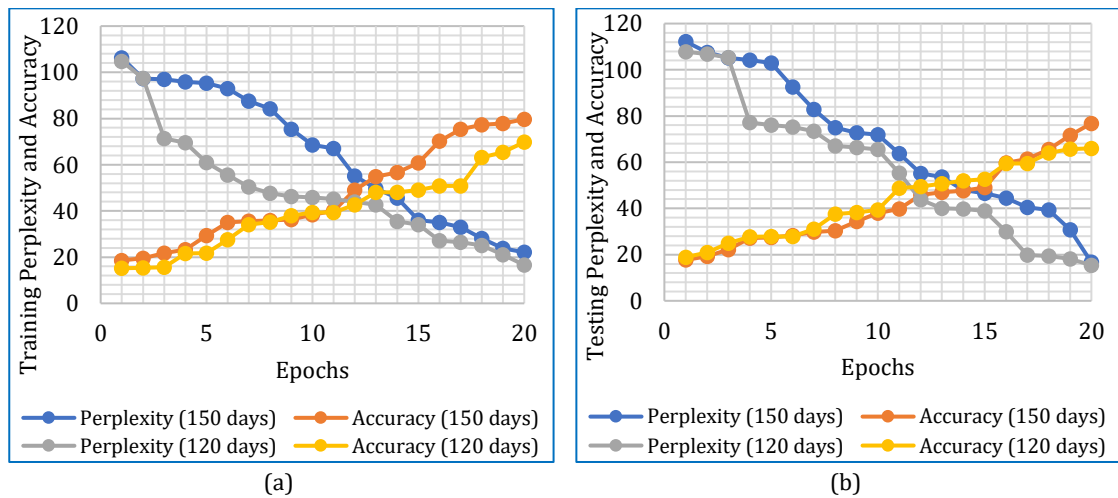 Training Perplexity and Accuracy
120
100
80
60
40
20
0
0 5 10 15 20
Epochs
Perplexity (150 days) Accuracy (150 days)
Perplexity (120 days) Accuracy (120 days)
(a)
Testing Perplexity and Accuracy
120
100
80
60
40
20
0
0 5 10 15 20
Epochs
Perplexity (150 days) Accuracy (150 days)
Perplexity (120 days) Accuracy (120 days)
(b)